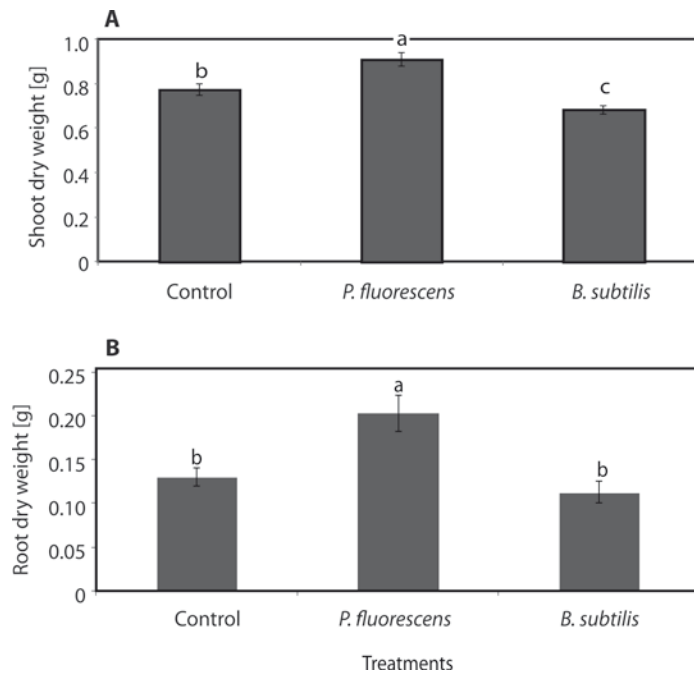 A
Shoot dry weight [g]
1.0
0.8
0.6
0.4
0.2
0
b
a
c
Control
P. fluorescens
B. subtilis
B
Root dry weight [g]
0.25
0.20
0.15
0.10
0.05
0
b
a
b
Control
P. fluorescens
B. subtilis
Treatments